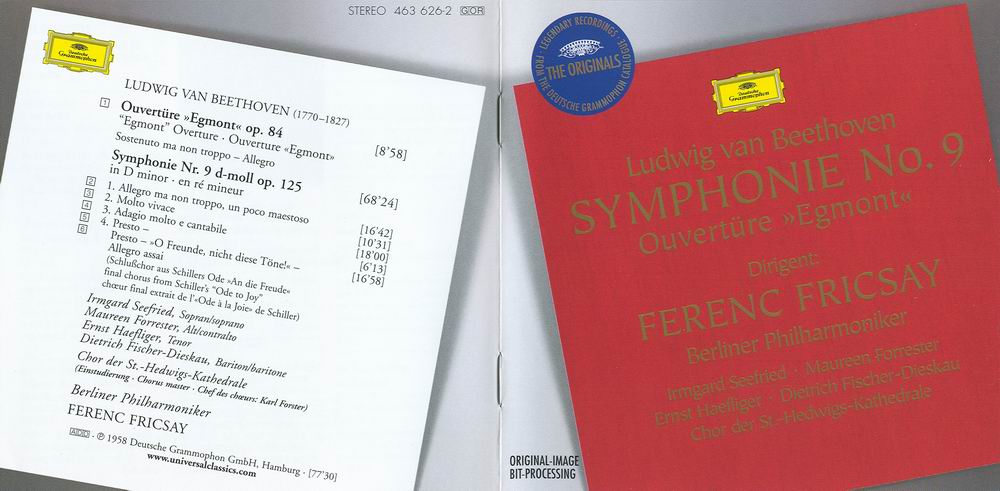 STEREO 463 626-2 GOR
Deutsche
Grammophon
LUDWIG VAN BEETHOVEN (1770–1827)
1 Ouvertüre »Egmont« op. 84 [8'58]
“Egmont” Overture · Ouverture «Egmont»
Sostenuto ma non troppo – Allegro
Symphonie Nr. 9 d-moll op. 125 [68'24]
in D minor · en ré mineur
2 1. Allegro ma non troppo, un poco maestoso [16'42]
3 2. Molto vivace [10'31]
4 3. Adagio molto e cantabile [18'00]
5 4. Presto – [6'13]
6 Presto – »O Freunde, nicht diese Töne!« – [16'58]
Allegro assai
(Schlußchor aus Schillers Ode »An die Freude«
final chorus from Schiller's “Ode to Joy”
chœur final extrait de l'«Ode à la Joie» de Schiller)
Irmgard Seefried, Sopran/soprano
Maureen Forrester, Alt/contralto
Ernst Haefliger, Tenor
Dietrich Fischer-Dieskau, Bariton/baritone
Chor der St.-Hedwigs-Kathedrale
(Einstudierung · Chorus master · Chef des chœurs: Karl Forster)
Berliner Philharmoniker
FERENC FRICSAY
ADD · ℗ 1958 Deutsche Grammophon GmbH, Hamburg · [77'30]
www.universalclassics.com
LEGENDARY RECORDINGS
THE ORIGINALS
FROM THE DEUTSCHE GRAMMOPHON CATALOGUE
Deutsche
Grammophon
Ludwig van Beethoven
SYMPHONIE No. 9
Ouvertüre »Egmont«
Dirigent:
FERENC FRICSAY
Berliner Philharmoniker
Irmgard Seefried · Maureen Forrester
Ernst Haefliger · Dietrich Fischer-Dieskau
Chor der St.-Hedwigs-Kathedrale
ORIGINAL-IMAGE
BIT-PROCESSING